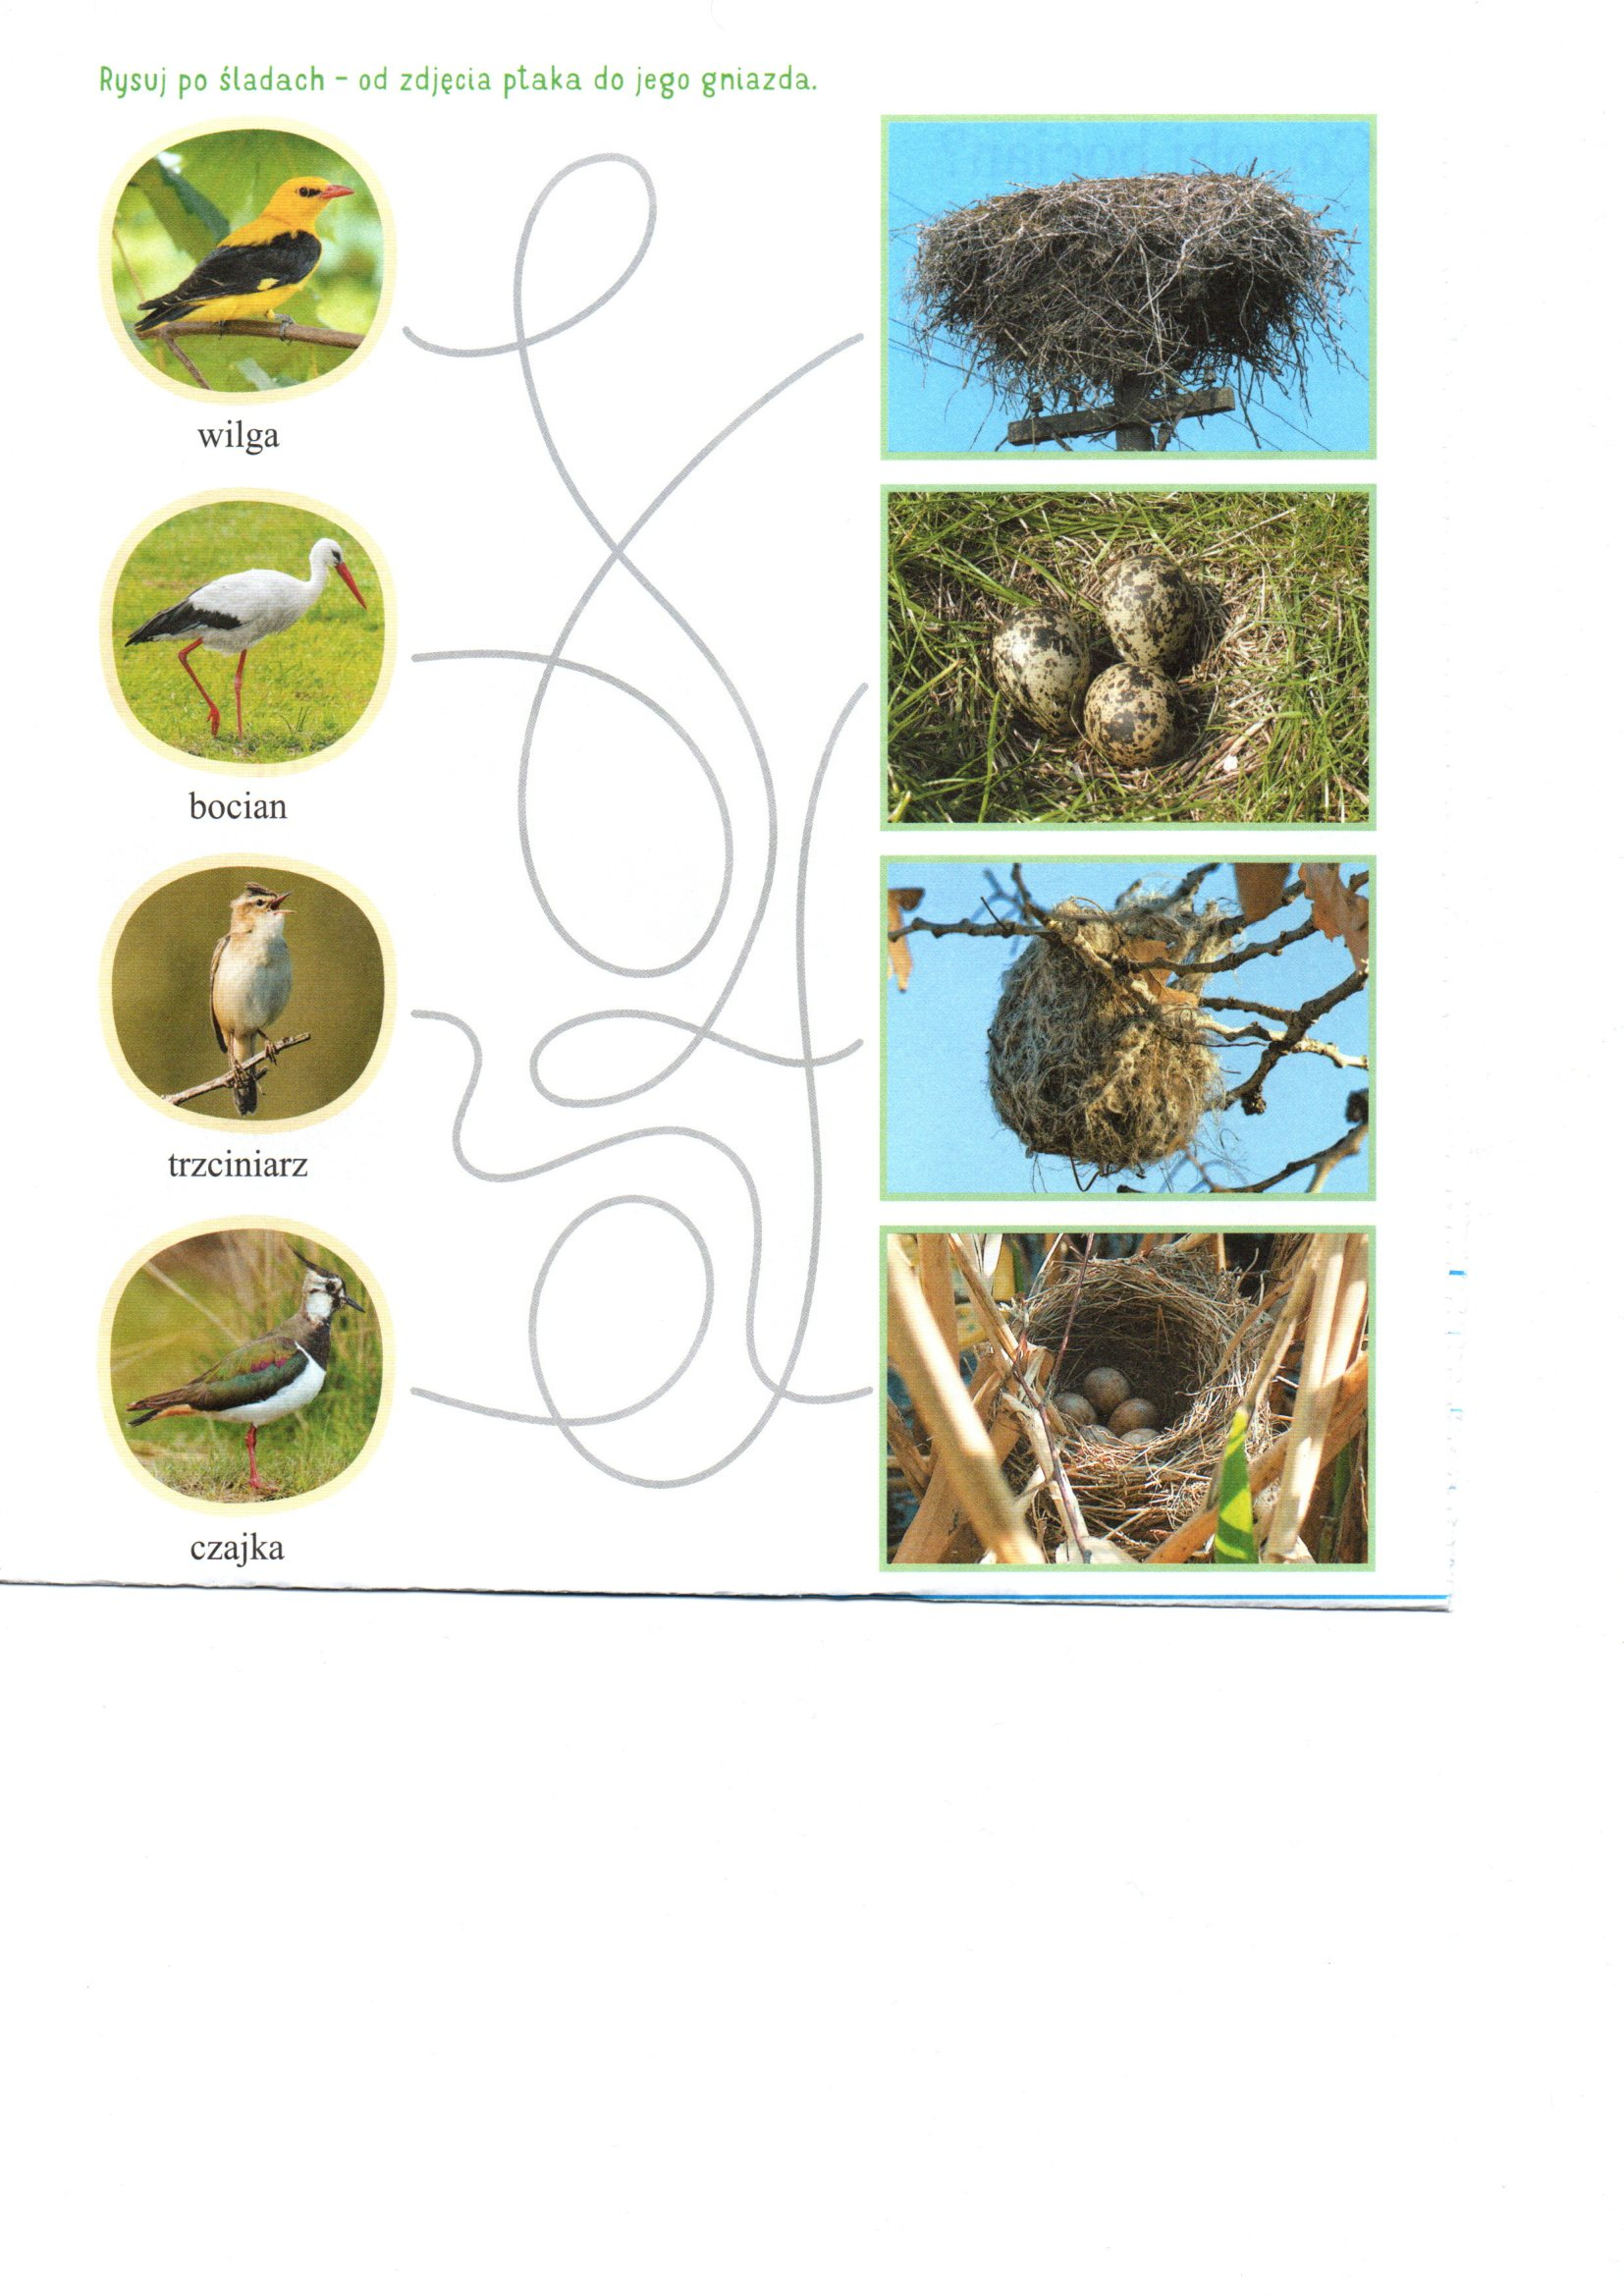 Rysuj po śladach – od zdjęcia ptaka do jego gniazda.
wilga
bocian
trzciniarz
czajka